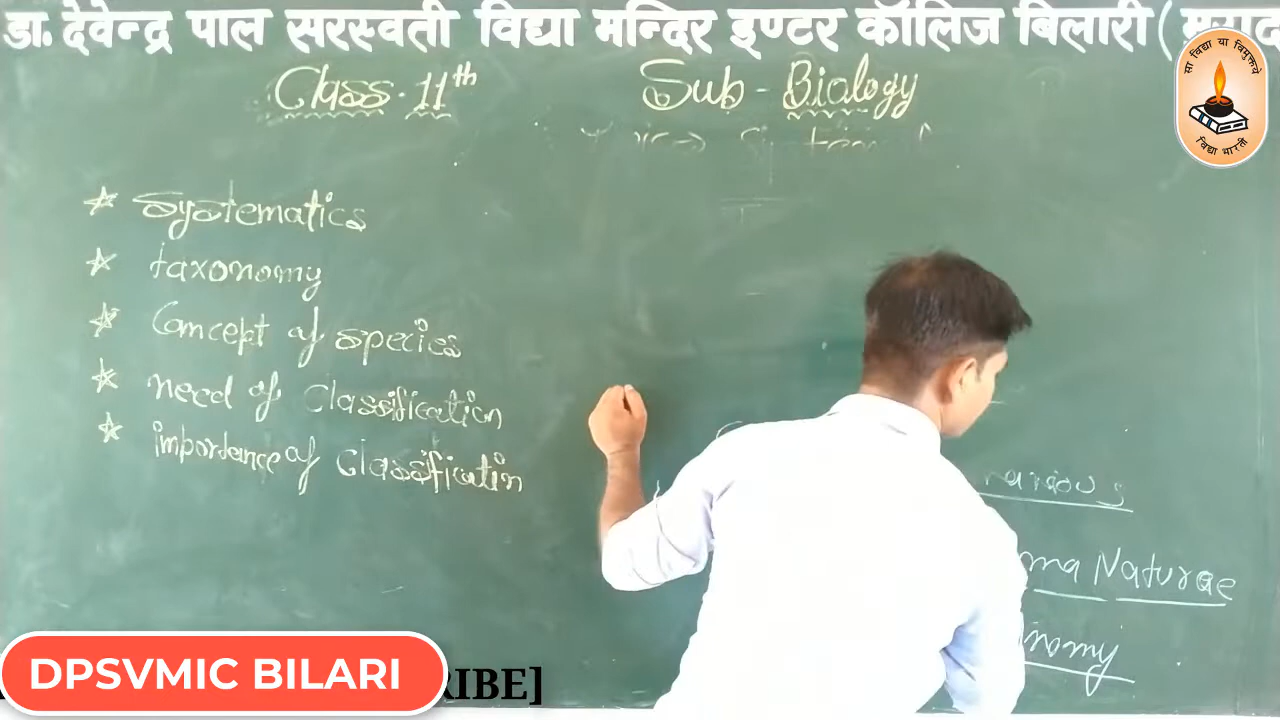 डा. देवेन्द्र पाल सरस्वती विद्या मन्दिर इण्टर कॉलिज बिलारी (
सा विद्या या विमुक्तये
विद्या भारती
Class - 11th
Sub - Biology
☆ Systematics
☆ taxonomy
☆ Concept of species
☆ need of Classification
☆ importance of Classificatin
ma Naturae
nomy
DPSVMIC BILARI
RIBE]